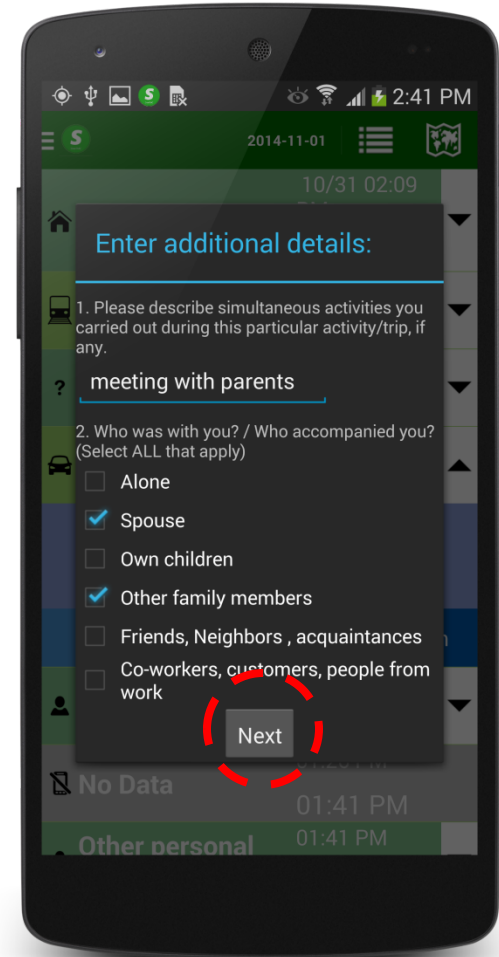 S
2:41 PM
S
2014-11-01
10/31 02:09
Enter additional details:
1. Please describe simultaneous activities you
carried out during this particular activity/trip, if
any.
?
meeting with parents
2. Who was with you? / Who accompanied you?
(Select ALL that apply)
Alone
Spouse
Own children
Other family members
Friends, Neighbors , acquaintances
Co-workers, customers, people from
work
Next
No Data
01:41 PM
Other personal
01:41 PM